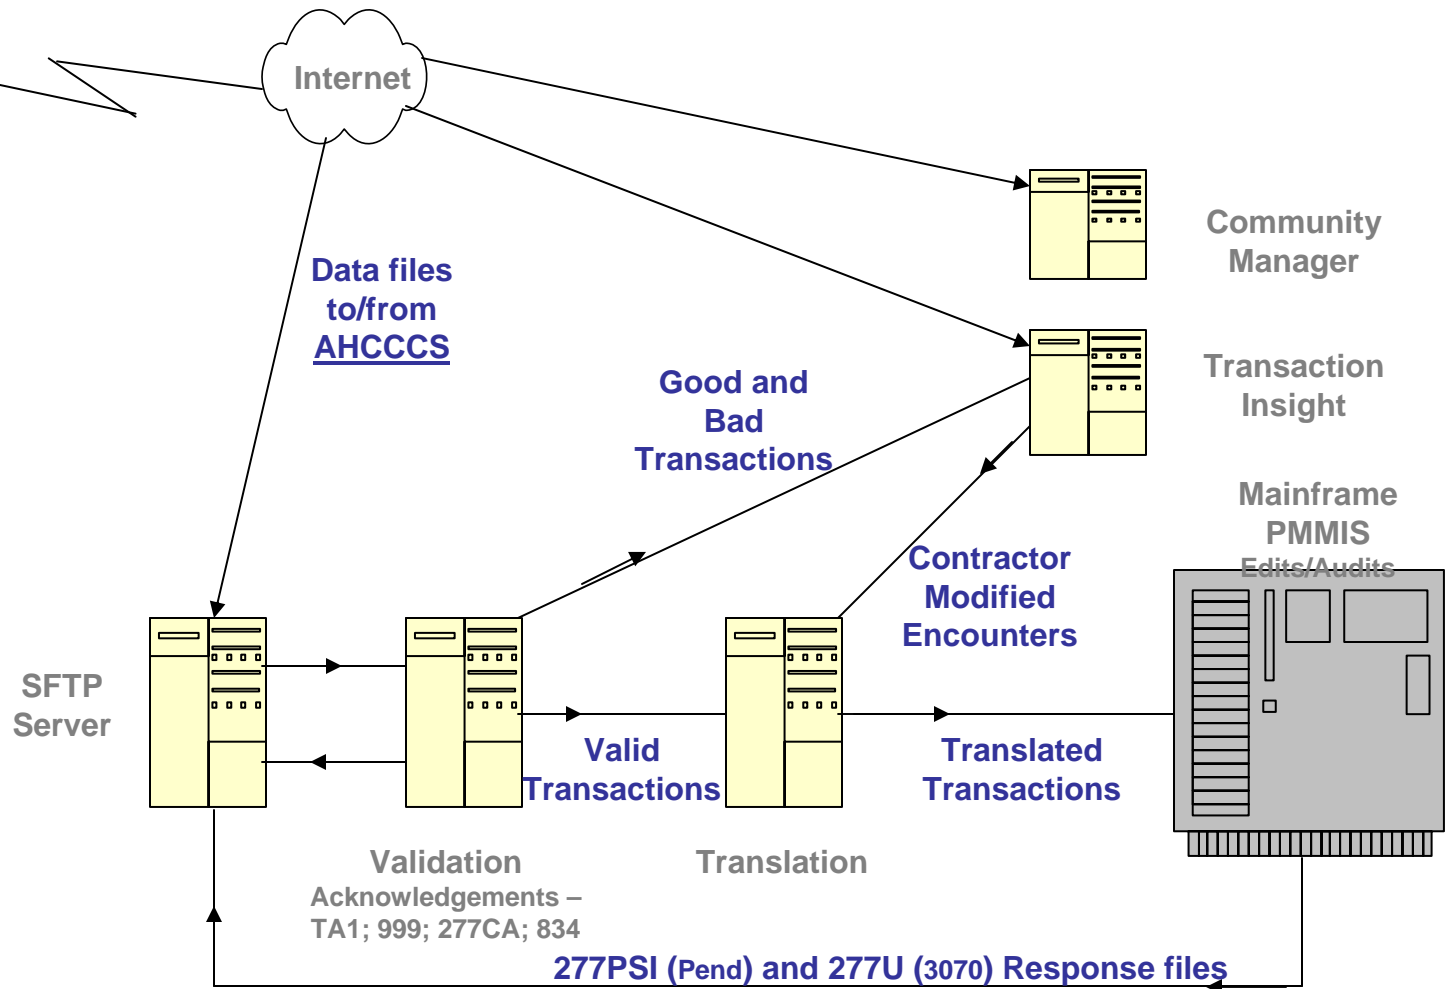 Internet
Community
Manager
Data files
to/from
AHCCCS
Transaction
Insight
Good and
Bad
Transactions
Mainframe
PMMIS
Edits/Audits
Contractor
Modified
Encounters
SFTP
Server
Valid
Transactions
Translated
Transactions
Validation
Acknowledgements –
TA1; 999; 277CA; 834
Translation
277PSI (Pend) and 277U (3070) Response files